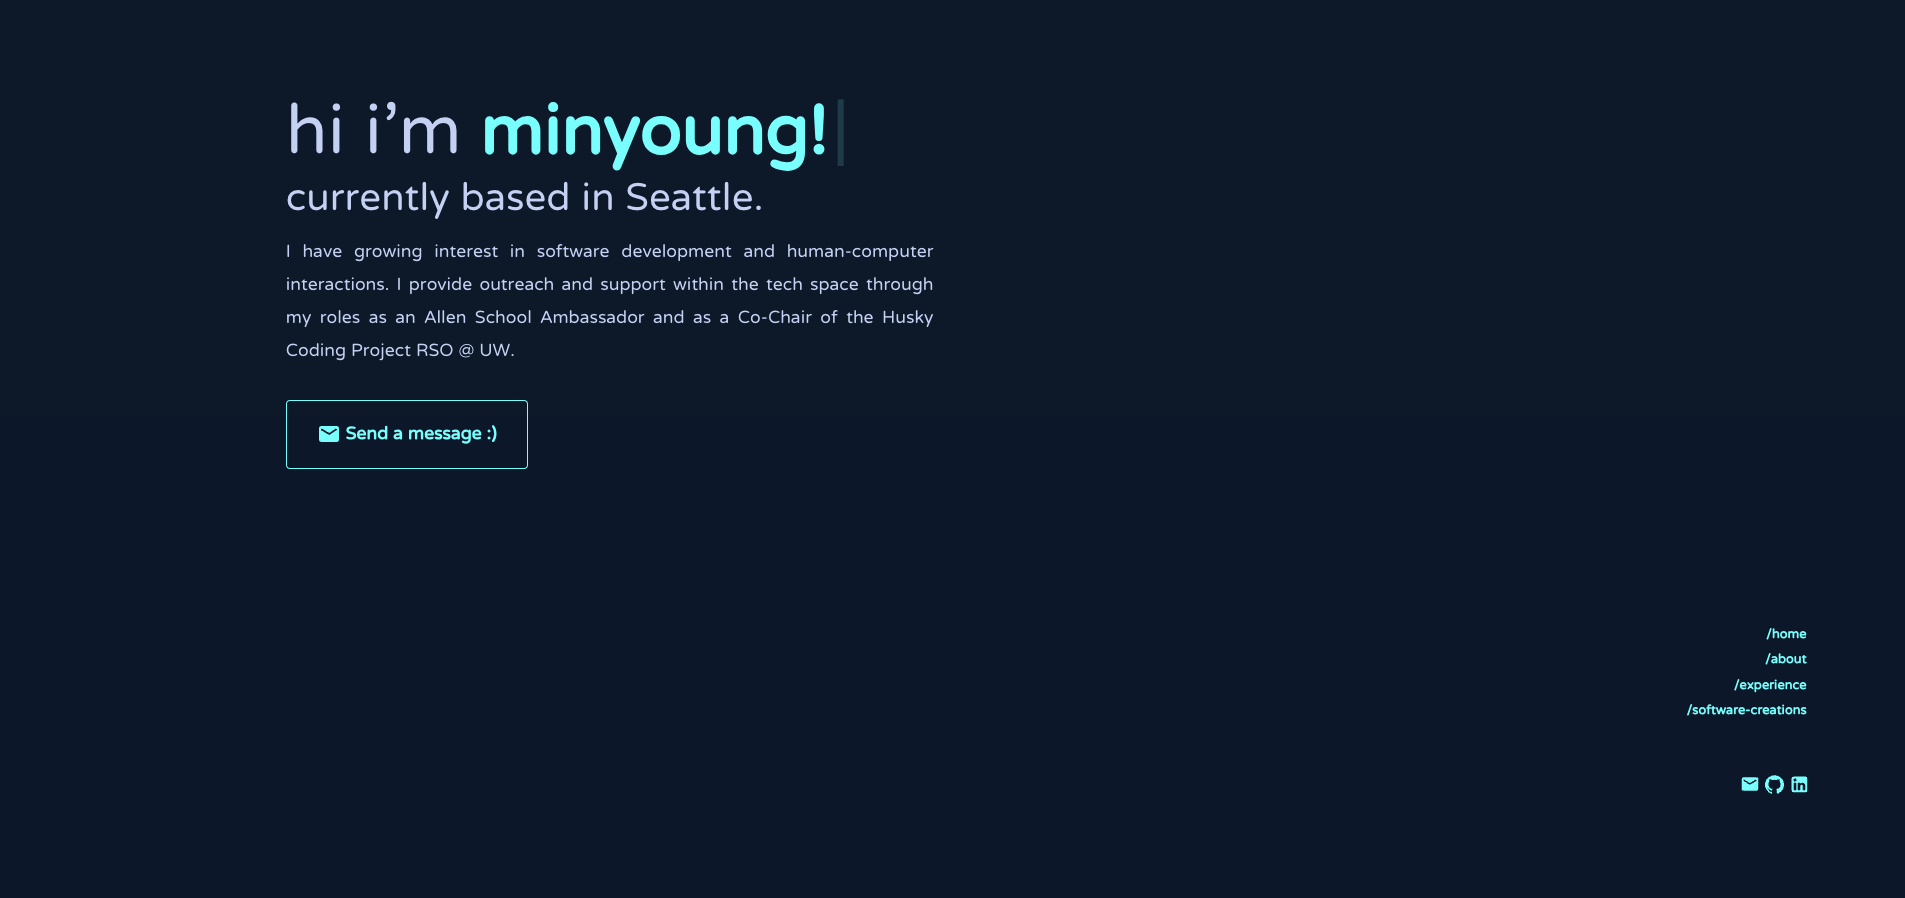 hi i’m minyoung!
currently based in Seattle.
I have growing interest in software development and human-computer
interactions. I provide outreach and support within the tech space through
my roles as an Allen School Ambassador and as a Co-Chair of the Husky
Coding Project RSO @ UW.
Send a message :)
/home
/about
/experience
/software-creations
in